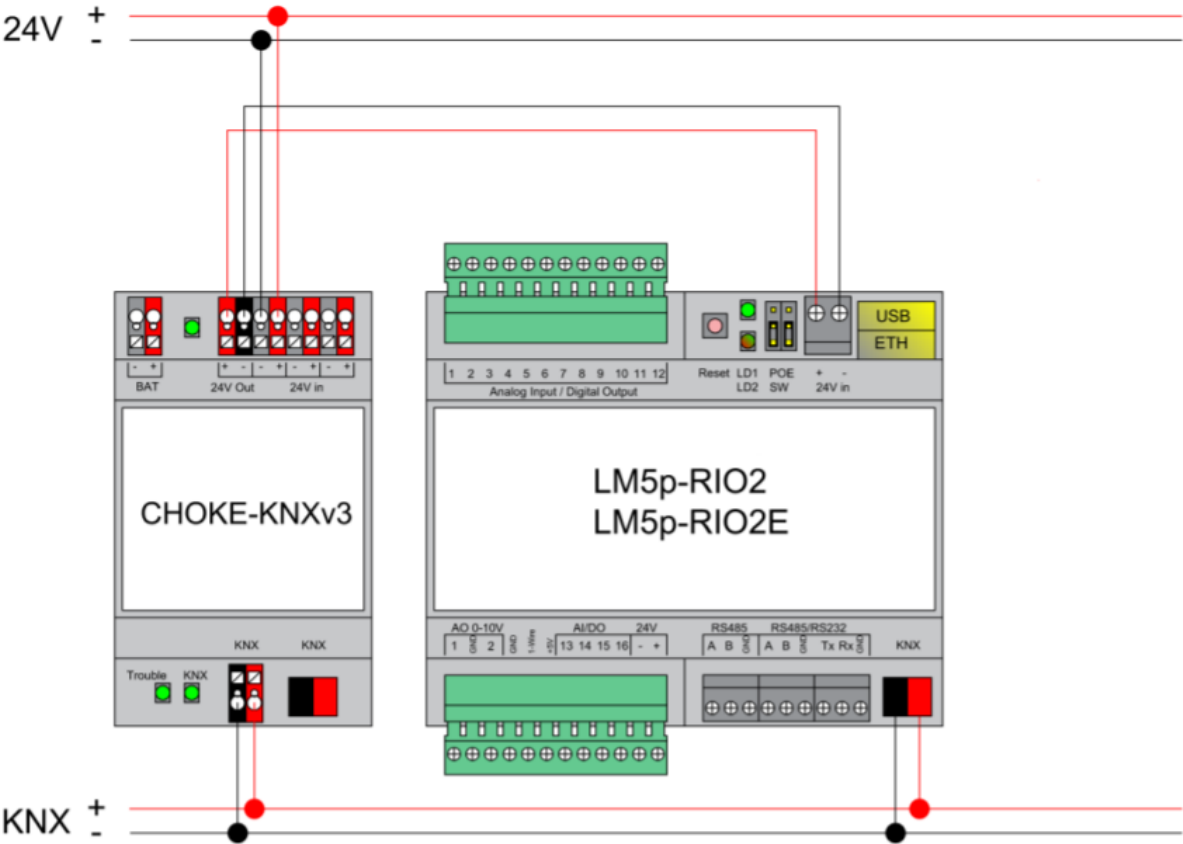 24V + -
- + + - - + - + - +
BAT 24V Out 24V in
1 2 3 4 5 6 7 8 9 10 11 12
Analog Input / Digital Output
Reset LD1 POE + -
LD2 SW 24V in
USB
ETH
CHOKE-KNXv3
LM5p-RIO2
LM5p-RIO2E
KNX KNX
Trouble KNX
AO 0-10V AI/DO 24V RS485 RS485/RS232
1 GND 2 GND 1-Wire +5V 13 14 15 16 - + A B GND A B GND Tx Rx GND KNX
KNX + -